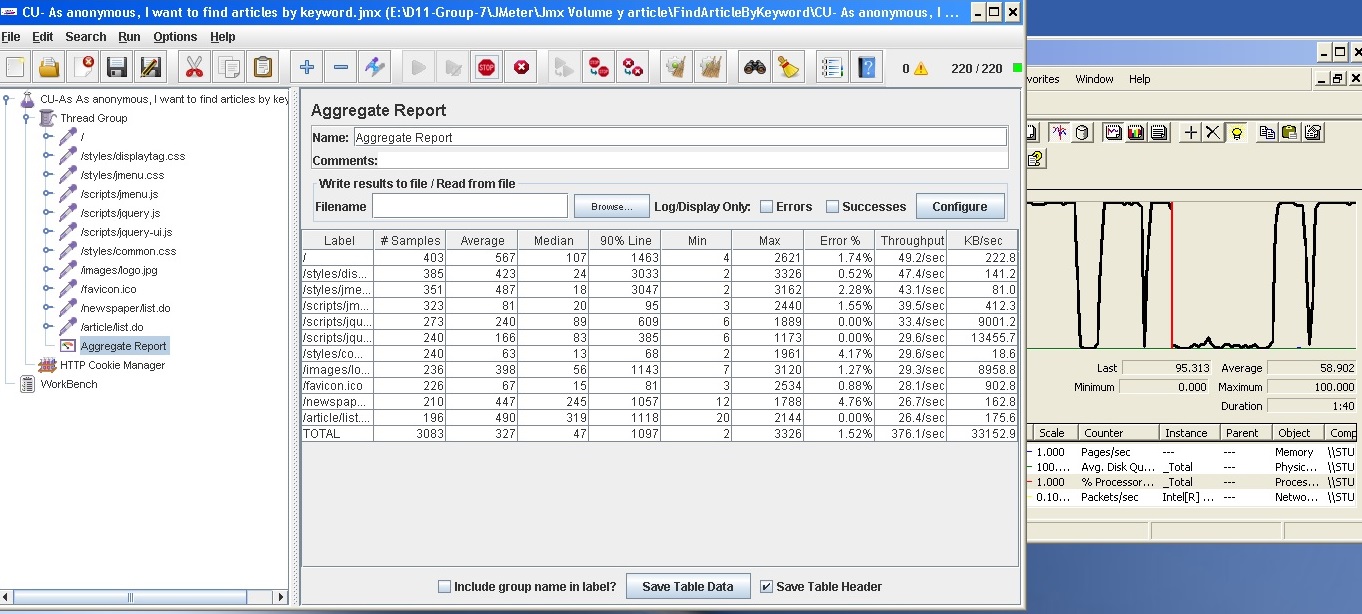 CU- As anonymous, I want to find articles by keyword.jmx (E:\D11-Group-7\JMeter\Jmx Volume y article\FindArticleByKeyword\CU- As anonymous, I ...
File Edit Search Run Options Help
0 220 / 220
CU-As As anonymous, I want to find articles by key
Thread Group
/
/styles/displaytag.css
/styles/jmenu.css
/scripts/jmenu.js
/scripts/jquery.js
/scripts/jquery-ui.js
/styles/common.css
/images/logo.jpg
/favicon.ico
/newspaper/list.do
/article/list.do
Aggregate Report
HTTP Cookie Manager
WorkBench
Aggregate Report
Name: Aggregate Report
Comments:
Write results to file / Read from file
Filename Browse... Log/Display Only: Errors Successes Configure
Label # Samples Average Median 90% Line Min Max Error % Throughput KB/sec
/ 403 567 107 1463 4 2621 1.74% 49.2/sec 222.8
/styles/dis... 385 423 24 3033 2 3326 0.52% 47.4/sec 141.2
/styles/jme... 351 487 18 3047 2 3162 2.28% 43.1/sec 81.0
/scripts/jm... 323 81 20 95 3 2440 1.55% 39.5/sec 412.3
/scripts/jqu... 273 240 89 609 6 1889 0.00% 33.4/sec 9001.2
/scripts/jqu... 240 166 83 385 6 1173 0.00% 29.6/sec 13455.7
/styles/co... 240 63 13 68 2 1961 4.17% 29.6/sec 18.6
/images/lo... 236 398 56 1143 7 3120 1.27% 29.3/sec 8958.8
/favicon.ico 226 67 15 81 3 2534 0.88% 28.1/sec 902.8
/newspap... 210 447 245 1057 12 1788 4.76% 26.7/sec 162.8
/article/list.... 196 490 319 1118 20 2144 0.00% 26.4/sec 175.6
TOTAL 3083 327 47 1097 2 3326 1.52% 376.1/sec 33152.9
Include group name in label? Save Table Data Save Table Header
vorites Window Help
Last 95.313 Average 58.902
Minimum 0.000 Maximum 100.000
Duration 1:40
Scale Counter Instance Parent Object Comp
1.000 Pages/sec --- --- Memory \\STU
100.... Avg. Disk Qu... _Total --- Physic... \\STU
1.000 % Processor... _Total --- Proces... \\STU
0.10... Packets/sec Intel[R] ... --- Netwo... \\STU